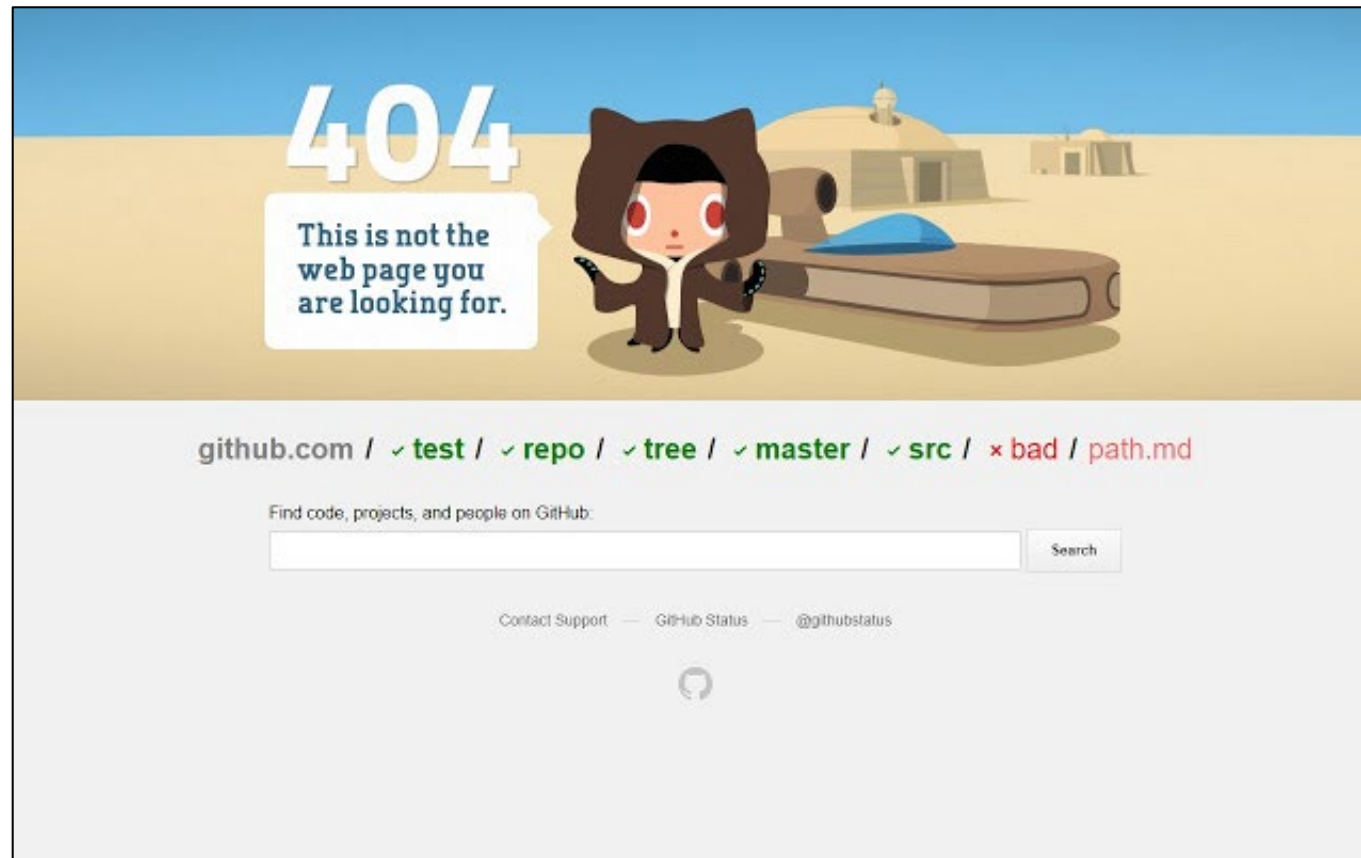 404
This is not the
web page you
are looking for.
github.com / ✓ test / ✓ repo / ✓ tree / ✓ master / ✓ src / × bad / path.md
Find code, projects, and people on GitHub:
Search
Contact Support — GitHub Status — @githubstatus